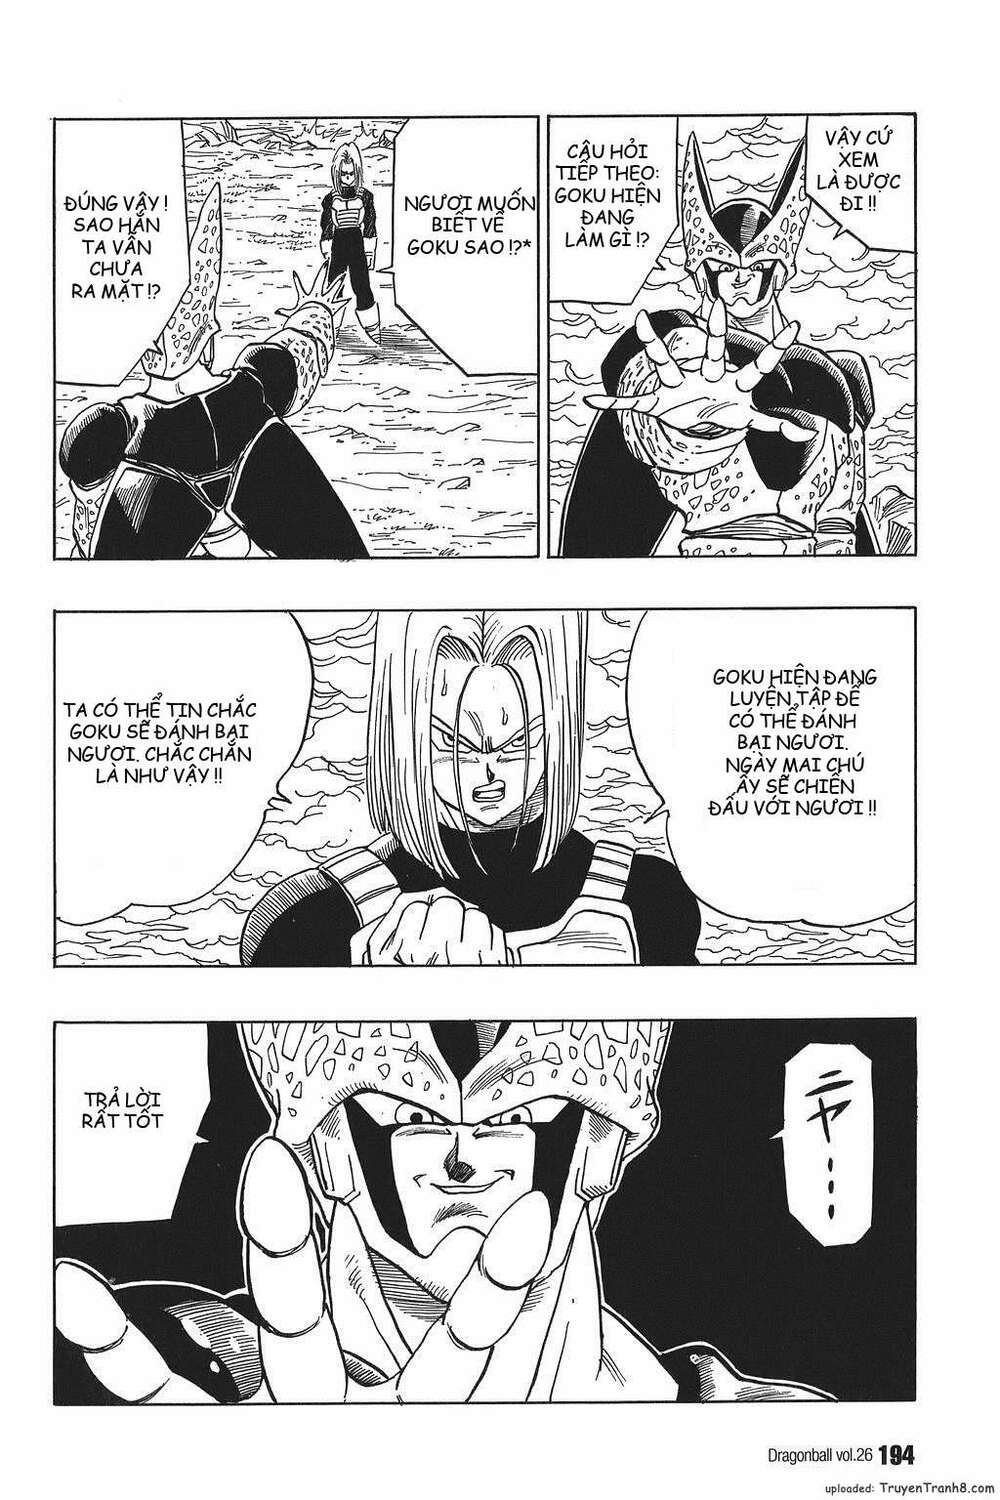 VẬY CỨ
XEM
LÀ ĐƯỢC
ĐI !!
CÂU HỎI
TIẾP THEO:
GOKU HIỆN
ĐANG
LÀM GÌ !?
NGƯƠI MUỐN
BIẾT VỀ
GOKU SAO !?*
ĐÚNG VẬY !
SAO HẮN
TA VẪN
CHƯA
RA MẶT !?
GOKU HIỆN ĐANG
LUYỆN TẬP ĐỂ
CÓ THỂ ĐÁNH
BẠI NGƯƠI.
NGÀY MAI CHÚ
ẤY SẼ CHIẾN
ĐẤU VỚI NGƯƠI !!
TA CÓ THỂ TIN CHẮC
GOKU SẼ ĐÁNH BẠI
NGƯƠI. CHẮC CHẮN
LÀ NHƯ VẬY !!
ニヤ……
TRẢ LỜI
RẤT TỐT
Dragonball vol.26 194
uploaded: TruyenTranh8.com